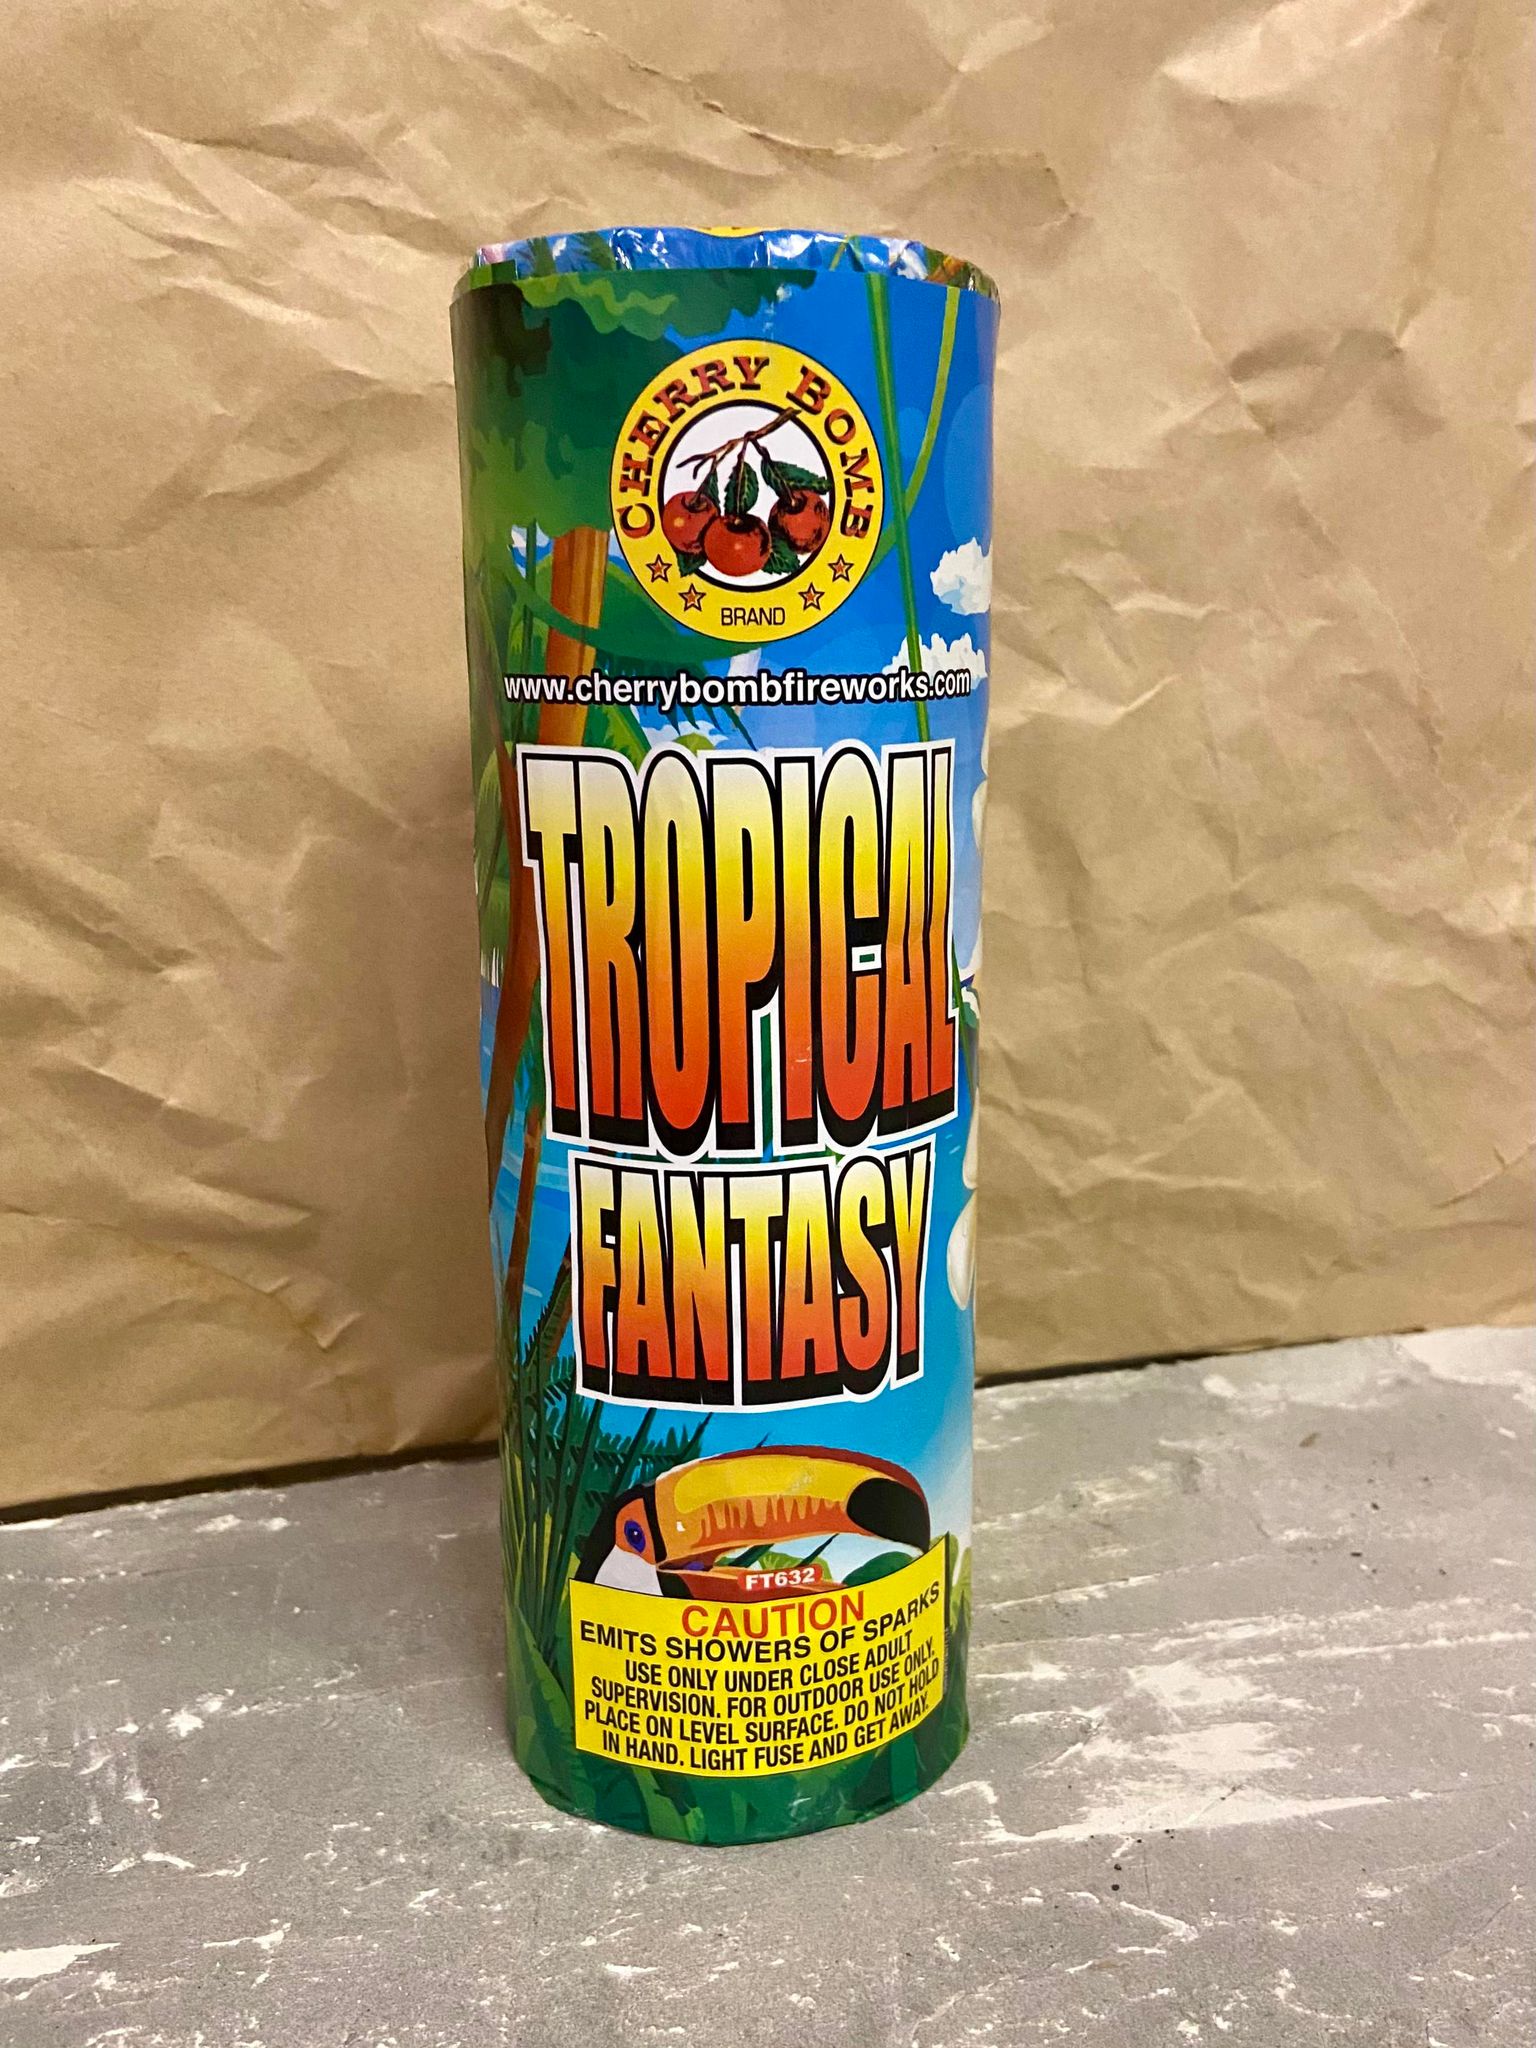 CHERRY BOMB
BRAND
www.cherrybombfireworks.com
TROPICAL
FANTASY
FT632
CAUTION
EMITS SHOWERS OF SPARKS
USE ONLY UNDER CLOSE ADULT
SUPERVISION. FOR OUTDOOR USE ONLY.
PLACE ON LEVEL SURFACE. DO NOT HOLD
IN HAND. LIGHT FUSE AND GET AWAY.